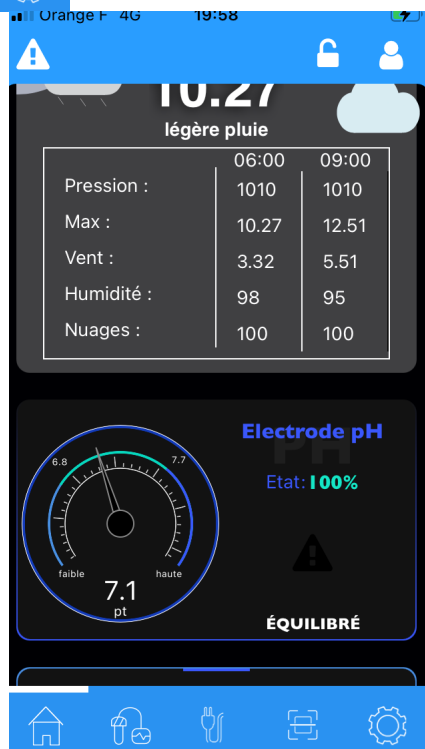 Orange F 4G 19:58
10.27
légère pluie
06:00 09:00
Pression : 1010 1010
Max : 10.27 12.51
Vent : 3.32 5.51
Humidité : 98 95
Nuages : 100 100
Electrode pH
PH
Etat: 100%
6.8 7.7
faible haute
7.1
pt
ÉQUILIBRÉ